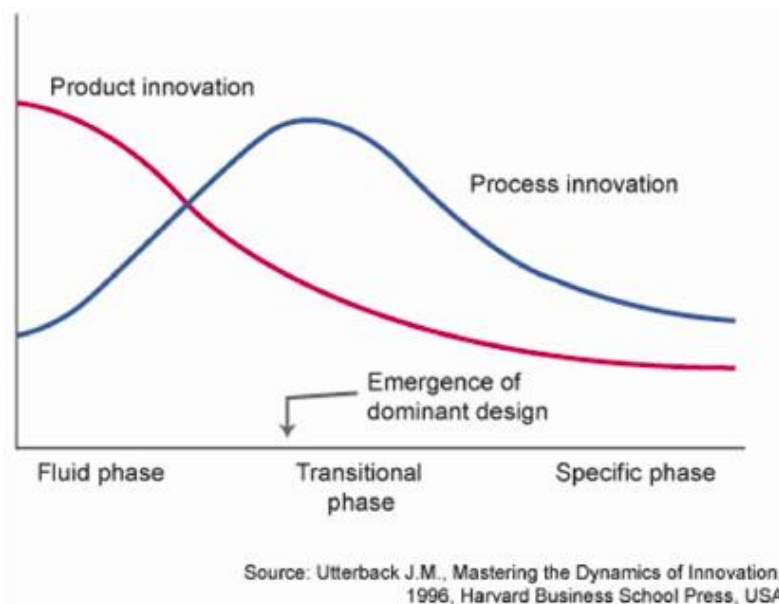 Product innovation
Process innovation
Emergence of
dominant design
Fluid phase
Transitional
phase
Specific phase
Source: Utterback J.M., Mastering the Dynamics of Innovation
1996, Harvard Business School Press, USA